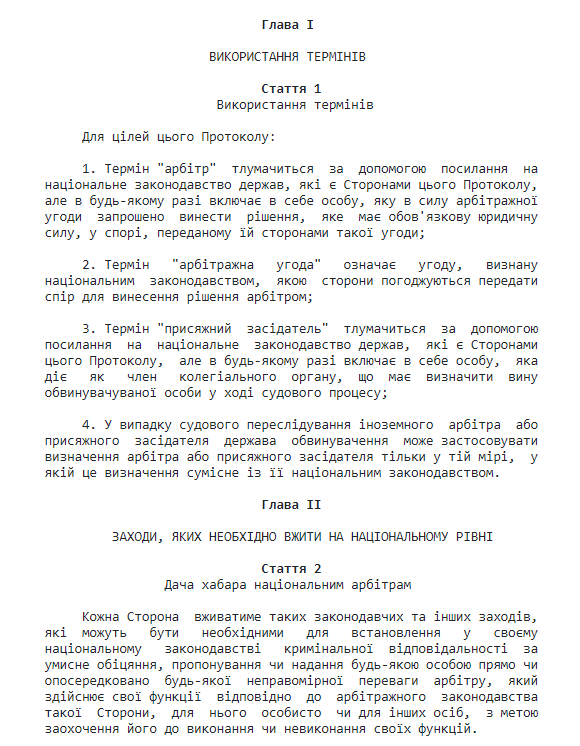 Глава I
ВИКОРИСТАННЯ ТЕРМІНІВ
Стаття 1
Використання термінів
Для цілей цього Протоколу:
1. Термін "арбітр" тлумачиться за допомогою посилання на
національне законодавство держав, які є Сторонами цього Протоколу,
але в будь-якому разі включає в себе особу, яку в силу арбітражної
угоди запрошено винести рішення, яке має обов'язкову юридичну
силу, у спорі, переданому їй сторонами такої угоди;
2. Термін "арбітражна угода" означає угоду, визнану
національним законодавством, якою сторони погоджуються передати
спір для винесення рішення арбітром;
3. Термін "присяжний засідатель" тлумачиться за допомогою
посилання на національне законодавство держав, які є Сторонами
цього Протоколу, але в будь-якому разі включає в себе особу, яка
діє як член колегіального органу, що має визначити вину
обвинувачуваної особи у ході судового процесу;
4. У випадку судового переслідування іноземного арбітра або
присяжного засідателя держава обвинувачення може застосовувати
визначення арбітра або присяжного засідателя тільки у тій мірі, у
якій це визначення сумісне із її національним законодавством.
Глава II
ЗАХОДИ, ЯКИХ НЕОБХІДНО ВЖИТИ НА НАЦІОНАЛЬНОМУ РІВНІ
Стаття 2
Дача хабара національним арбітрам
Кожна Сторона вживатиме таких законодавчих та інших заходів,
які можуть бути необхідними для встановлення у своєму
національному законодавстві кримінальної відповідальності за
умисне обіцяння, пропонування чи надання будь-якою особою прямо чи
опосередковано будь-якої неправомірної переваги арбітру, який
здійснює свої функції відповідно до арбітражного законодавства
такої Сторони, для нього особисто чи для інших осіб, з метою
заохочення його до виконання чи невиконання своїх функцій.